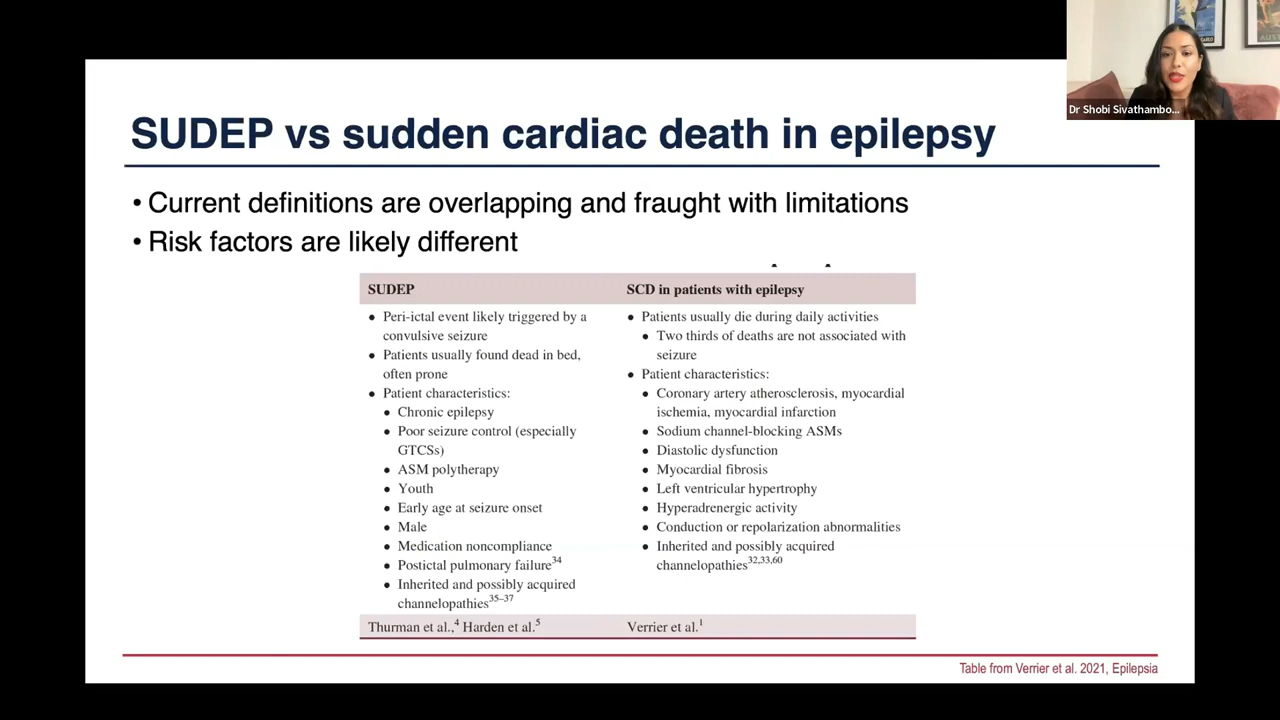 SUDEP vs sudden cardiac death in epilepsy
• Current definitions are overlapping and fraught with limitations
• Risk factors are likely different
SUDEP
• Peri-ictal event likely triggered by a
convulsive seizure
• Patients usually found dead in bed,
often prone
• Patient characteristics:
• Chronic epilepsy
• Poor seizure control (especially
GTCSs)
• ASM polytherapy
• Youth
• Early age at seizure onset
• Male
• Medication noncompliance
• Postictal pulmonary failure34
• Inherited and possibly acquired
channelopathies35–37
Thurman et al.,4 Harden et al.5
SCD in patients with epilepsy
• Patients usually die during daily activities
• Two thirds of deaths are not associated with
seizure
• Patient characteristics:
• Coronary artery atherosclerosis, myocardial
ischemia, myocardial infarction
• Sodium channel-blocking ASMs
• Diastolic dysfunction
• Myocardial fibrosis
• Left ventricular hypertrophy
• Hyperadrenergic activity
• Conduction or repolarization abnormalities
• Inherited and possibly acquired
channelopathies32,33,60
Verrier et al.1
Table from Verrier et al. 2021, Epilepsia
Dr Shobi Sivathambo...